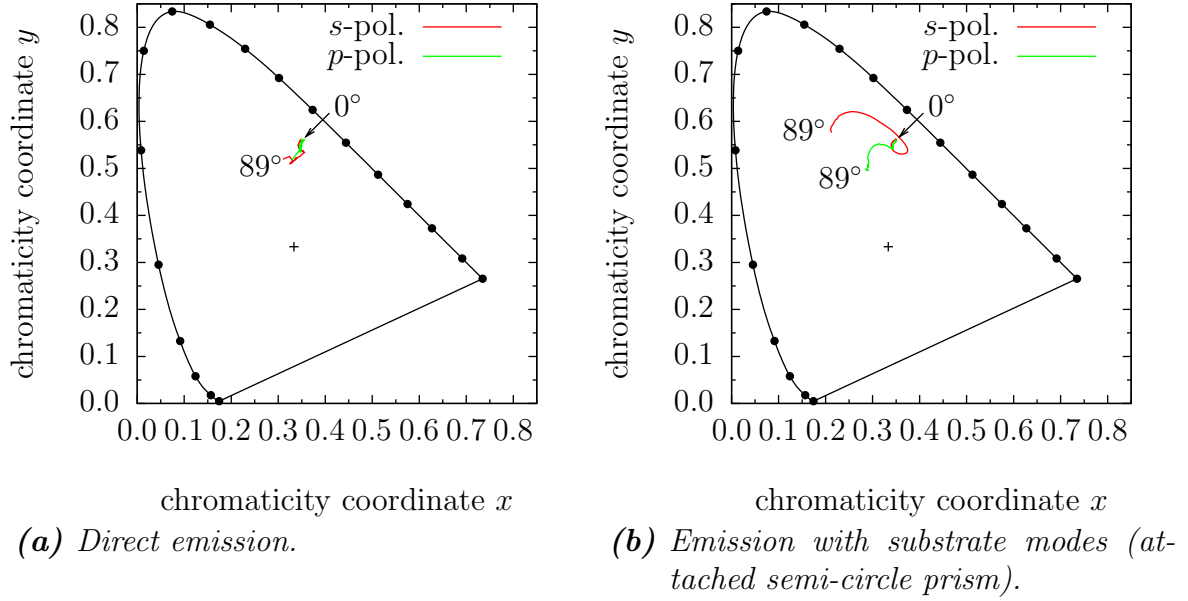 0.8
0.7
0.6
0.5
0.4
0.3
0.2
0.1
0.0
0.0 0.1 0.2 0.3 0.4 0.5 0.6 0.7 0.8
chromaticity coordinate y
chromaticity coordinate x
s-pol.
p-pol.
0°
89°
(a) Direct emission.
0.8
0.7
0.6
0.5
0.4
0.3
0.2
0.1
0.0
0.0 0.1 0.2 0.3 0.4 0.5 0.6 0.7 0.8
chromaticity coordinate y
chromaticity coordinate x
s-pol.
p-pol.
0°
89°
89°
(b) Emission with substrate modes (at-
tached semi-circle prism).